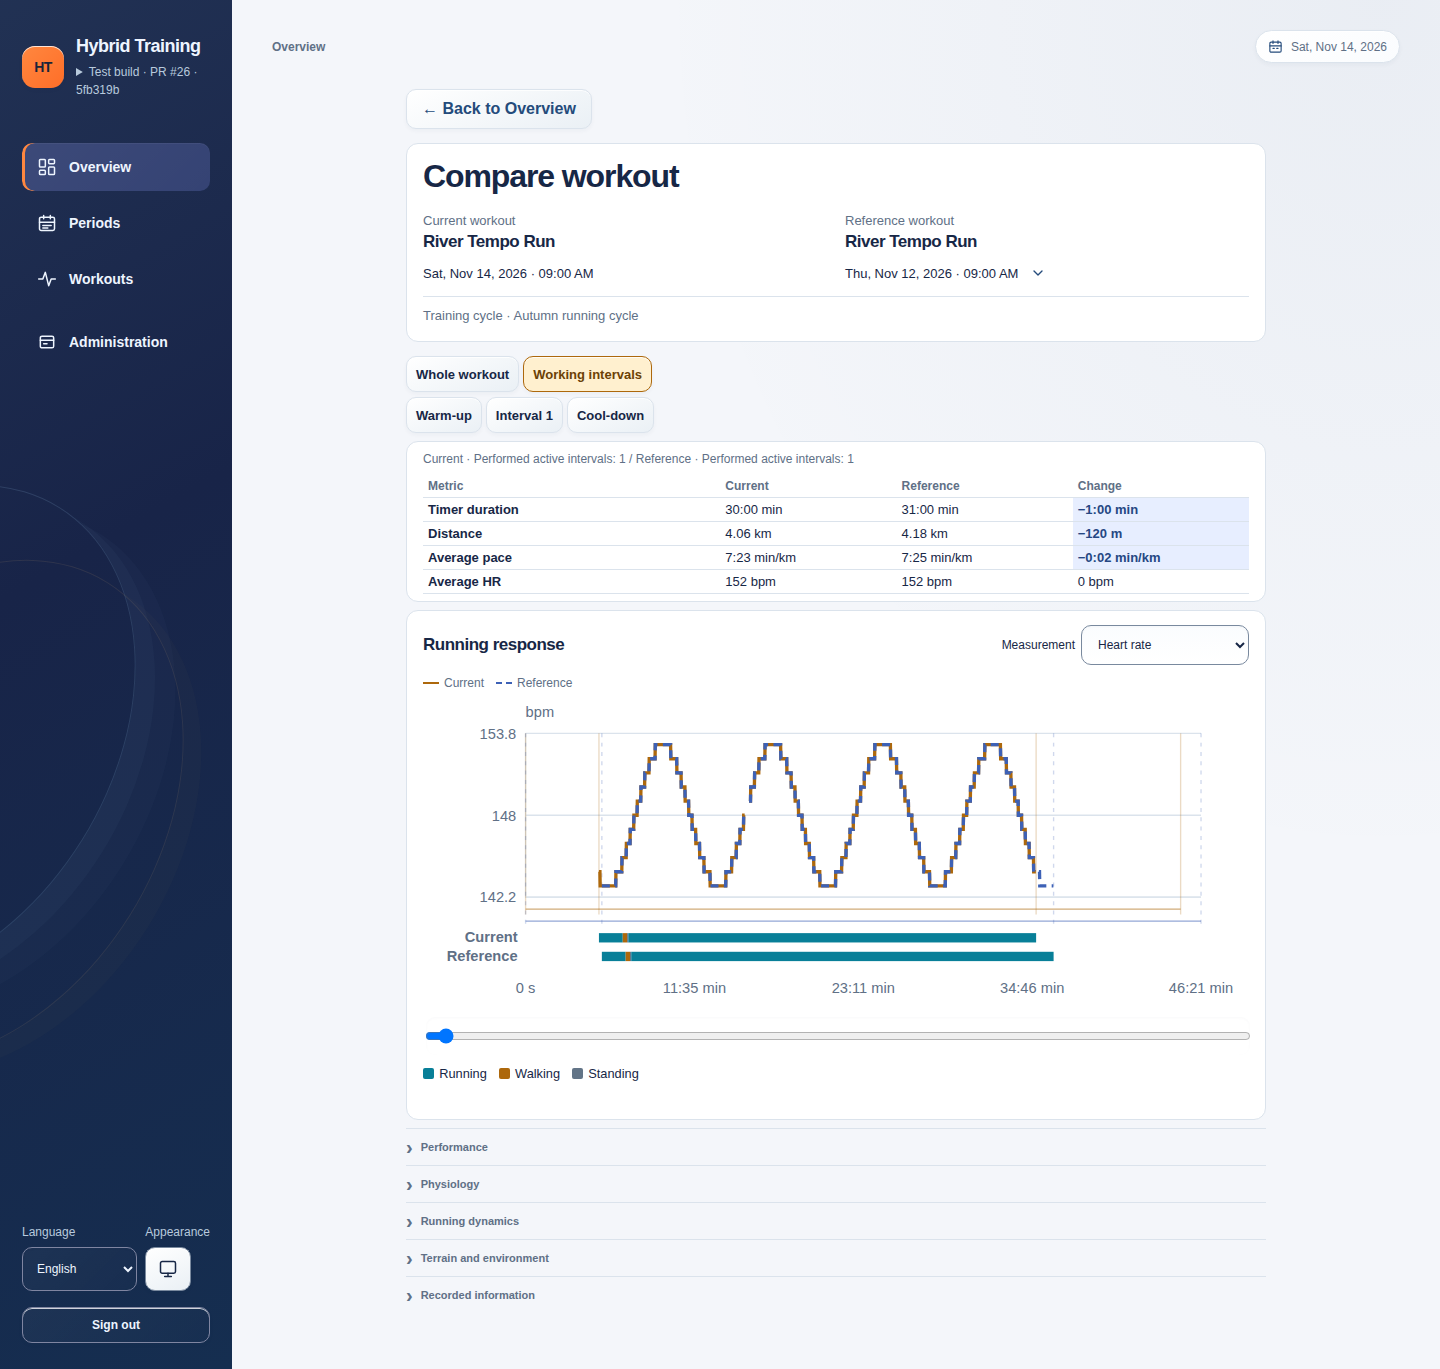 HT
Hybrid Training
Test build · PR #26 ·
5fb319b
Overview
Periods
Workouts
Administration
Language
Appearance
English
Sign out
Overview
Sat, Nov 14, 2026
← Back to Overview
Compare workout
Current workout
Reference workout
River Tempo Run
River Tempo Run
Sat, Nov 14, 2026 · 09:00 AM
Thu, Nov 12, 2026 · 09:00 AM
Training cycle · Autumn running cycle
Whole workout
Working intervals
Warm-up
Interval 1
Cool-down
Current · Performed active intervals: 1 / Reference · Performed active intervals: 1
Metric Current Reference Change
Timer duration 30:00 min 31:00 min −1:00 min
Distance 4.06 km 4.18 km −120 m
Average pace 7:23 min/km 7:25 min/km −0:02 min/km
Average HR 152 bpm 152 bpm 0 bpm
Running response
Measurement
Heart rate
Current
Reference
bpm
153.8
148
142.2
Current
Reference
0 s 11:35 min 23:11 min 34:46 min 46:21 min
Running
Walking
Standing
Performance
Physiology
Running dynamics
Terrain and environment
Recorded information